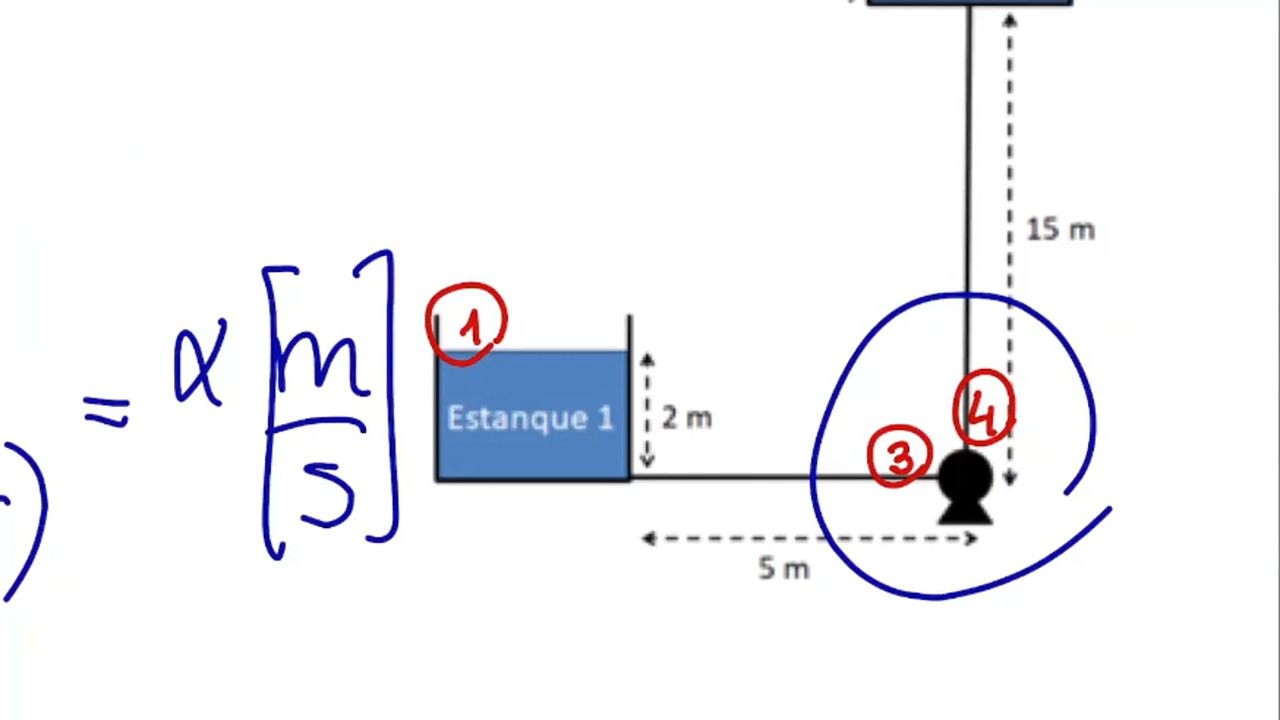 15 m
= α [m/s]
1
Estanque 1
2 m
4
3
)
5 m